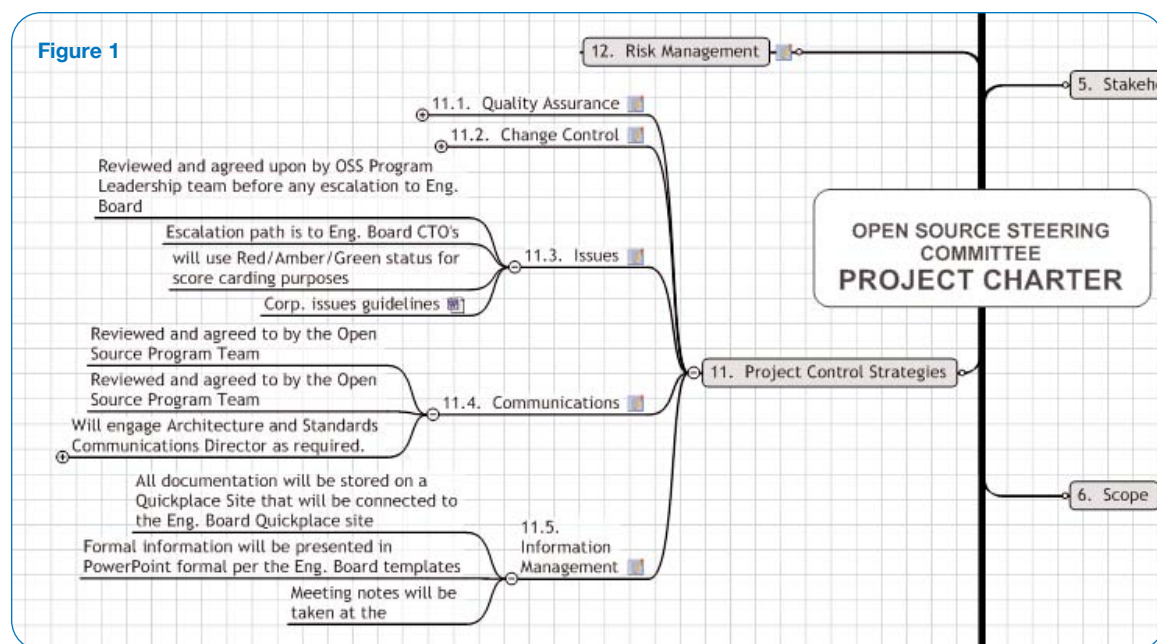 Figure 1
12. Risk Management
5. Stakeh
11.1. Quality Assurance
11.2. Change Control
Reviewed and agreed upon by OSS Program
Leadership team before any escalation to Eng.
Board
Escalation path is to Eng. Board CTO's
will use Red/Amber/Green status for
score carding purposes
Corp. issues guidelines
11.3. Issues
OPEN SOURCE STEERING
COMMITTEE
PROJECT CHARTER
Reviewed and agreed to by the Open
Source Program Team
Reviewed and agreed to by the Open
Source Program Team
Will engage Architecture and Standards
Communications Director as required.
11.4. Communications
11. Project Control Strategies
All documentation will be stored on a
Quickplace Site that will be connected to
the Eng. Board Quickplace site
Formal information will be presented in
PowerPoint formal per the Eng. Board templates
Meeting notes will be
taken at the
11.5.
Information
Management
6. Scope